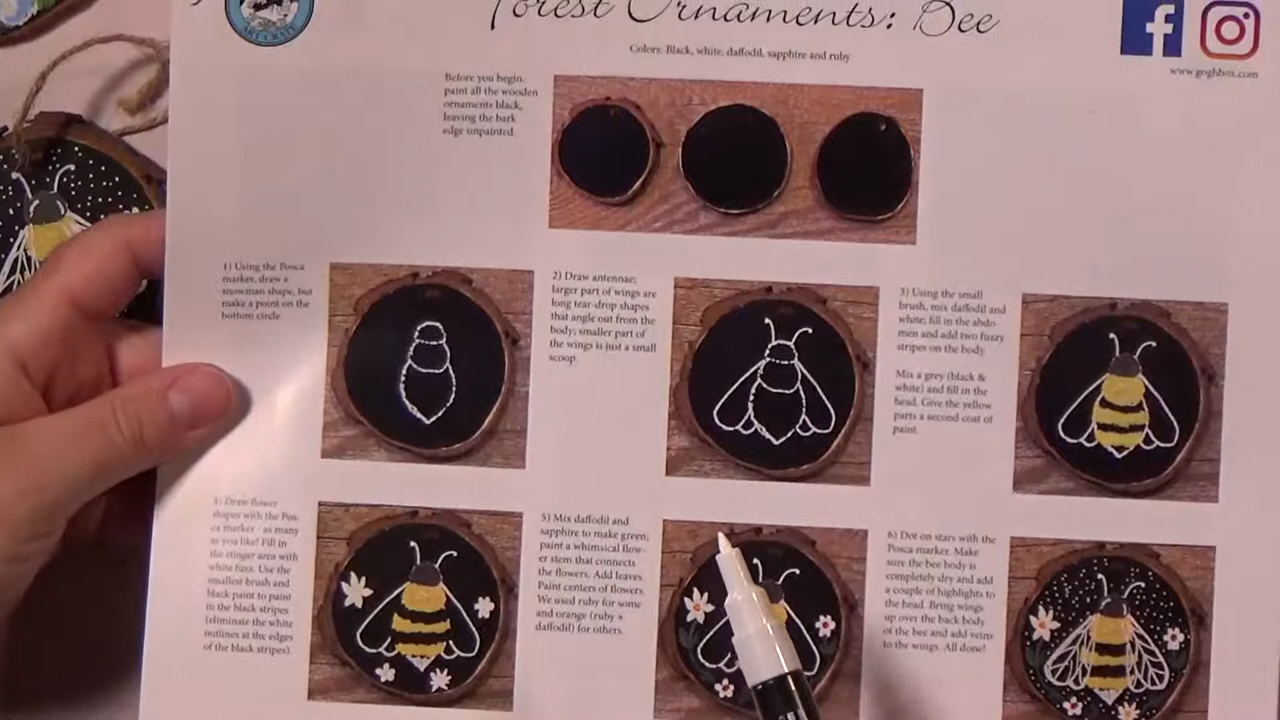 ART CRATE
Forest Ornaments: Bee
Colors: Black, white, daffodil, sapphire and ruby
www.goghbox.com
Before you begin,
paint all the wooden
ornaments black,
leaving the bark
edge unpainted.
1) Using the Posca
marker, draw a
snowman shape, but
make a point on the
bottom circle.
2) Draw antennae;
larger part of wings are
long tear-drop shapes
that angle out from the
body; smaller part of
the wings is just a small
scoop.
3) Using the small
brush, mix daffodil and
white; fill in the abdo-
men and add two fuzzy
stripes on the body.
Mix a grey (black &
white) and fill in the
head. Give the yellow
parts a second coat of
paint.
4) Draw flower
shapes with the Pos-
ca marker - as many
as you like! Fill in
the stinger area with
white fuzz. Use the
smallest brush and
black paint to paint
in the black stripes
(eliminate the white
outlines at the edges
of the black stripes).
5) Mix daffodil and
sapphire to make green;
paint a whimsical flow-
er stem that connects
the flowers. Add leaves.
Paint centers of flowers.
We used ruby for some
and orange (ruby +
daffodil) for others.
6) Dot on stars with the
Posca marker. Make
sure the bee body is
completely dry and add
a couple of highlights to
the head. Bring wings
up over the back body
of the bee and add veins
to the wings. All done!